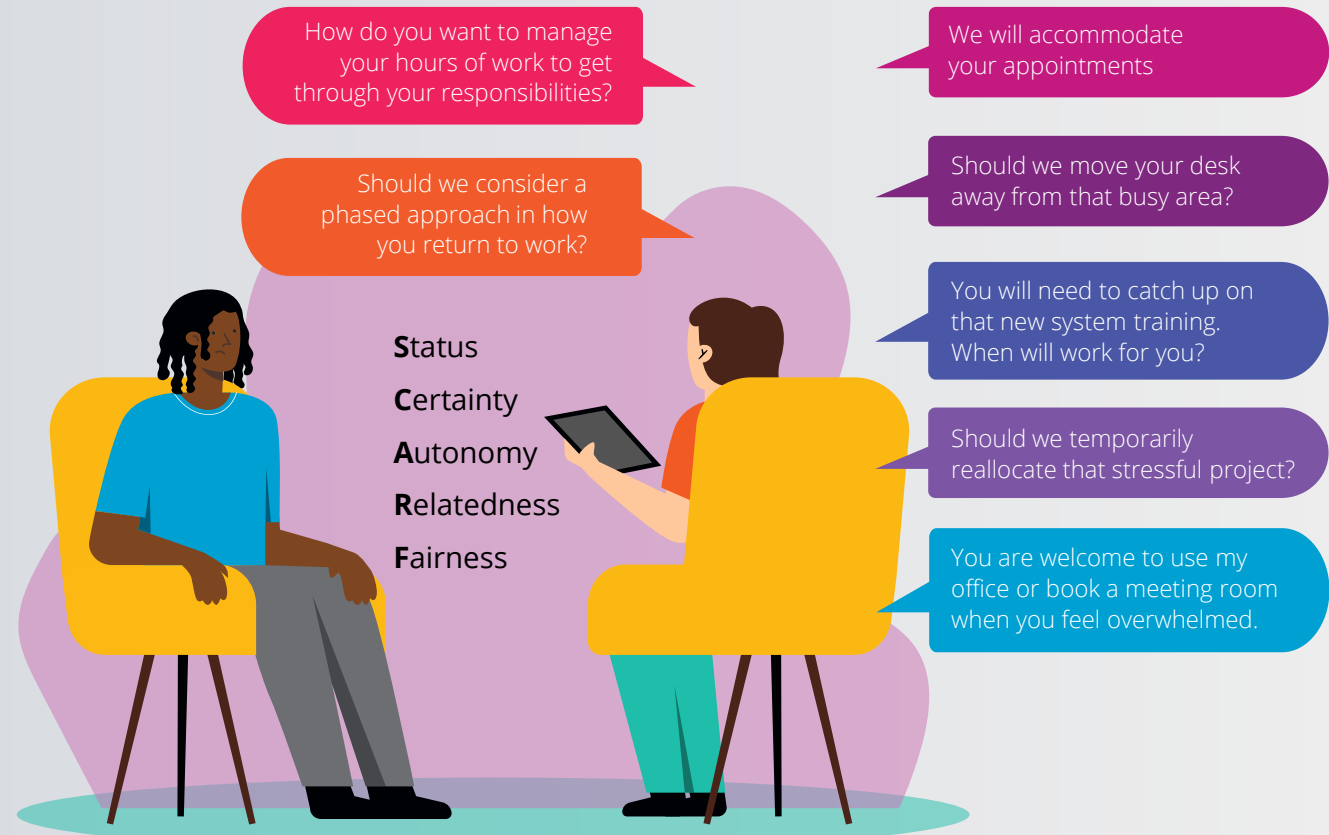 How do you want to manage
your hours of work to get
through your responsibilities?
Should we consider a
phased approach in how
you return to work?
Status
Certainty
Autonomy
Relatedness
Fairness
We will accommodate
your appointments
Should we move your desk
away from that busy area?
You will need to catch up on
that new system training.
When will work for you?
Should we temporarily
reallocate that stressful project?
You are welcome to use my
office or book a meeting room
when you feel overwhelmed.